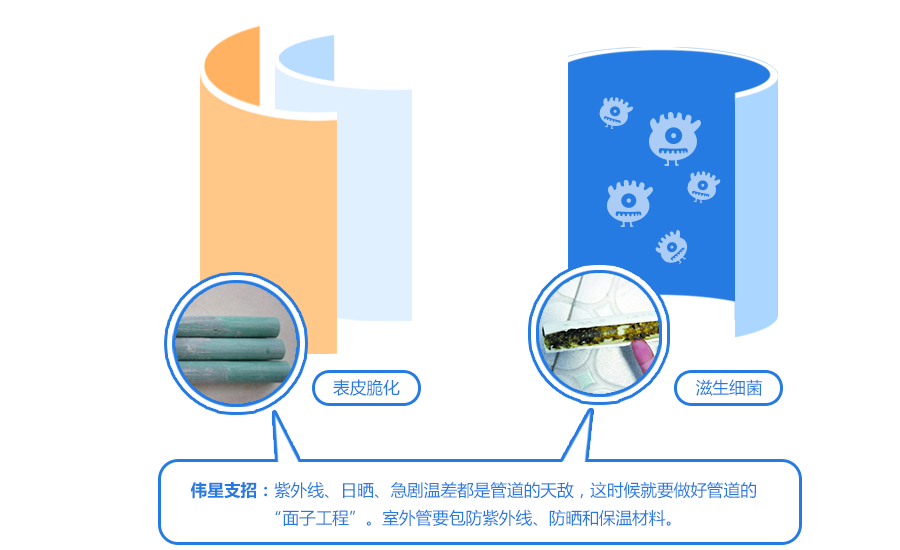 表皮脆化
滋生细菌
伟星支招：紫外线、日晒、急剧温差都是管道的天敌，这时候就要做好管道的
“面子工程”。室外管要包防紫外线、防晒和保温材料。